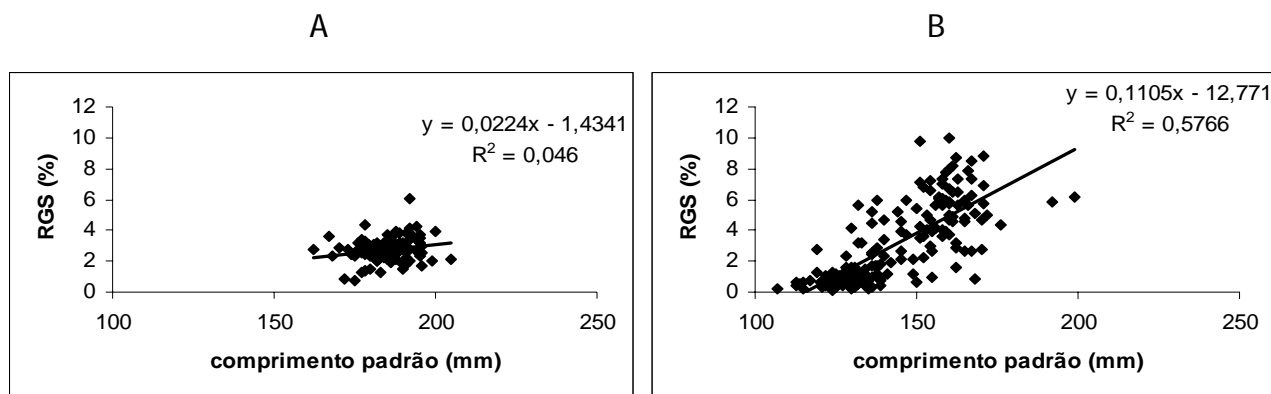 A
RGS (%)
12
10
8
6
4
2
0
y = 0,0224x - 1,4341
R² = 0,046
100 150 200 250
comprimento padrão (mm)
B
RGS (%)
12
10
8
6
4
2
0
y = 0,1105x - 12,771
R² = 0,5766
100 150 200 250
comprimento padrão (mm)